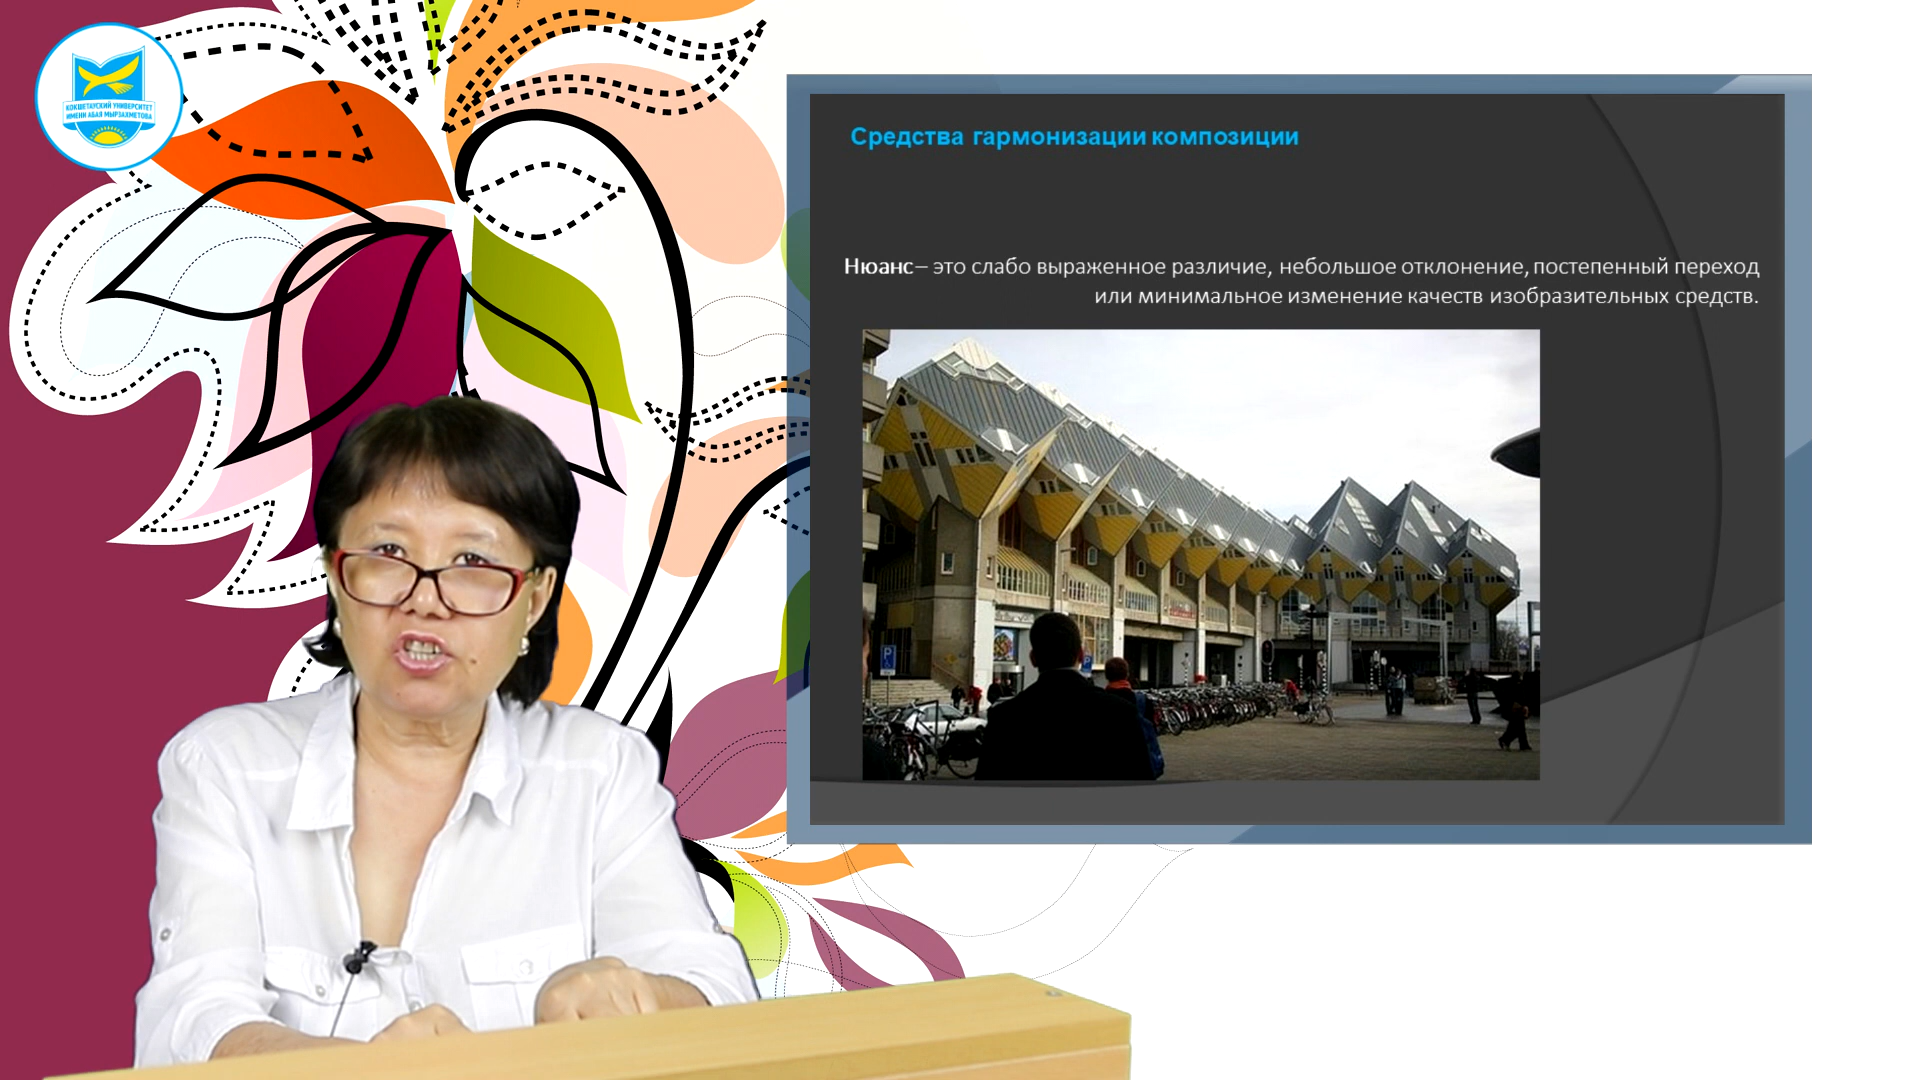 КОКШЕТАУСКИЙ УНИВЕРСИТЕТ
ИМЕНИ АБАЯ МЫРЗАХМЕТОВА
Средства гармонизации композиции
Нюанс– это слабо выраженное различие, небольшое отклонение, постепенный переход
или минимальное изменение качеств изобразительных средств.
P